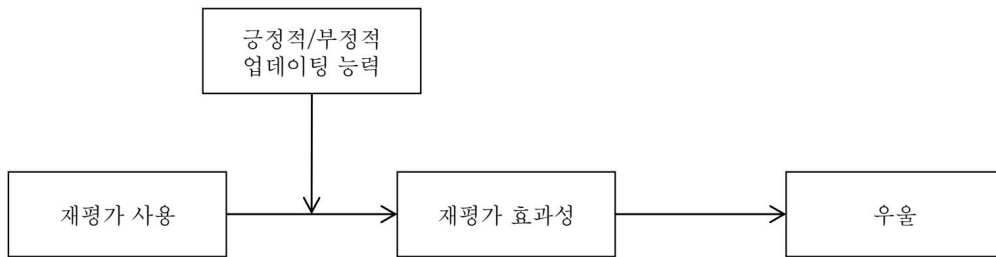 긍정적/부정적
업데이팅 능력
재평가 사용
재평가 효과성
우울